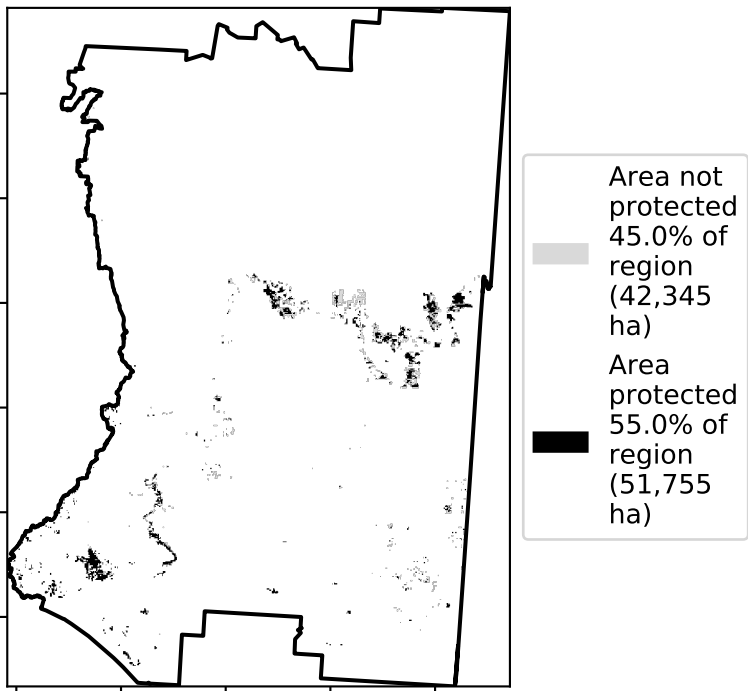 Area not
protected
45.0% of
region
(42,345
ha)
Area
protected
55.0% of
region
(51,755
ha)